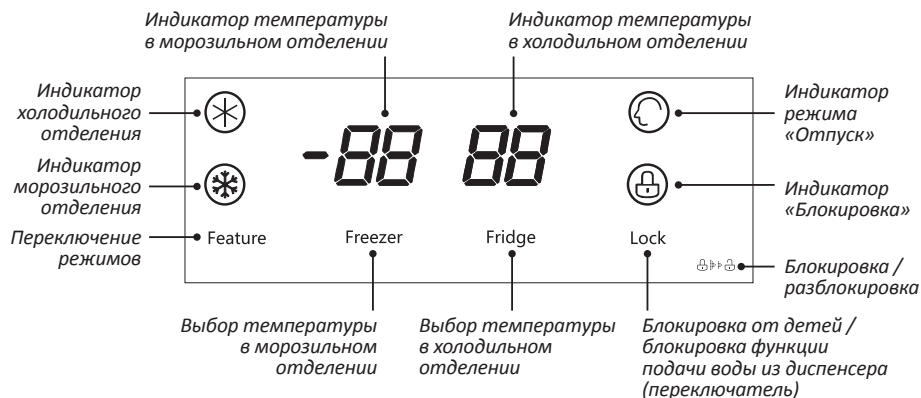 Индикатор температуры
в морозильном отделении
Индикатор температуры
в холодильном отделении
Индикатор
холодильного
отделения
Индикатор
морозильного
отделения
Переключение
режимов
-88
88
Индикатор
режима
«Отпуск»
Индикатор
«Блокировка»
Feature
Freezer
Fridge
Lock
Блокировка /
разблокировка
Выбор температуры
в морозильном
отделении
Выбор температуры
в холодильном
отделении
Блокировка от детей /
блокировка функции
подачи воды из диспенсера
(переключатель)